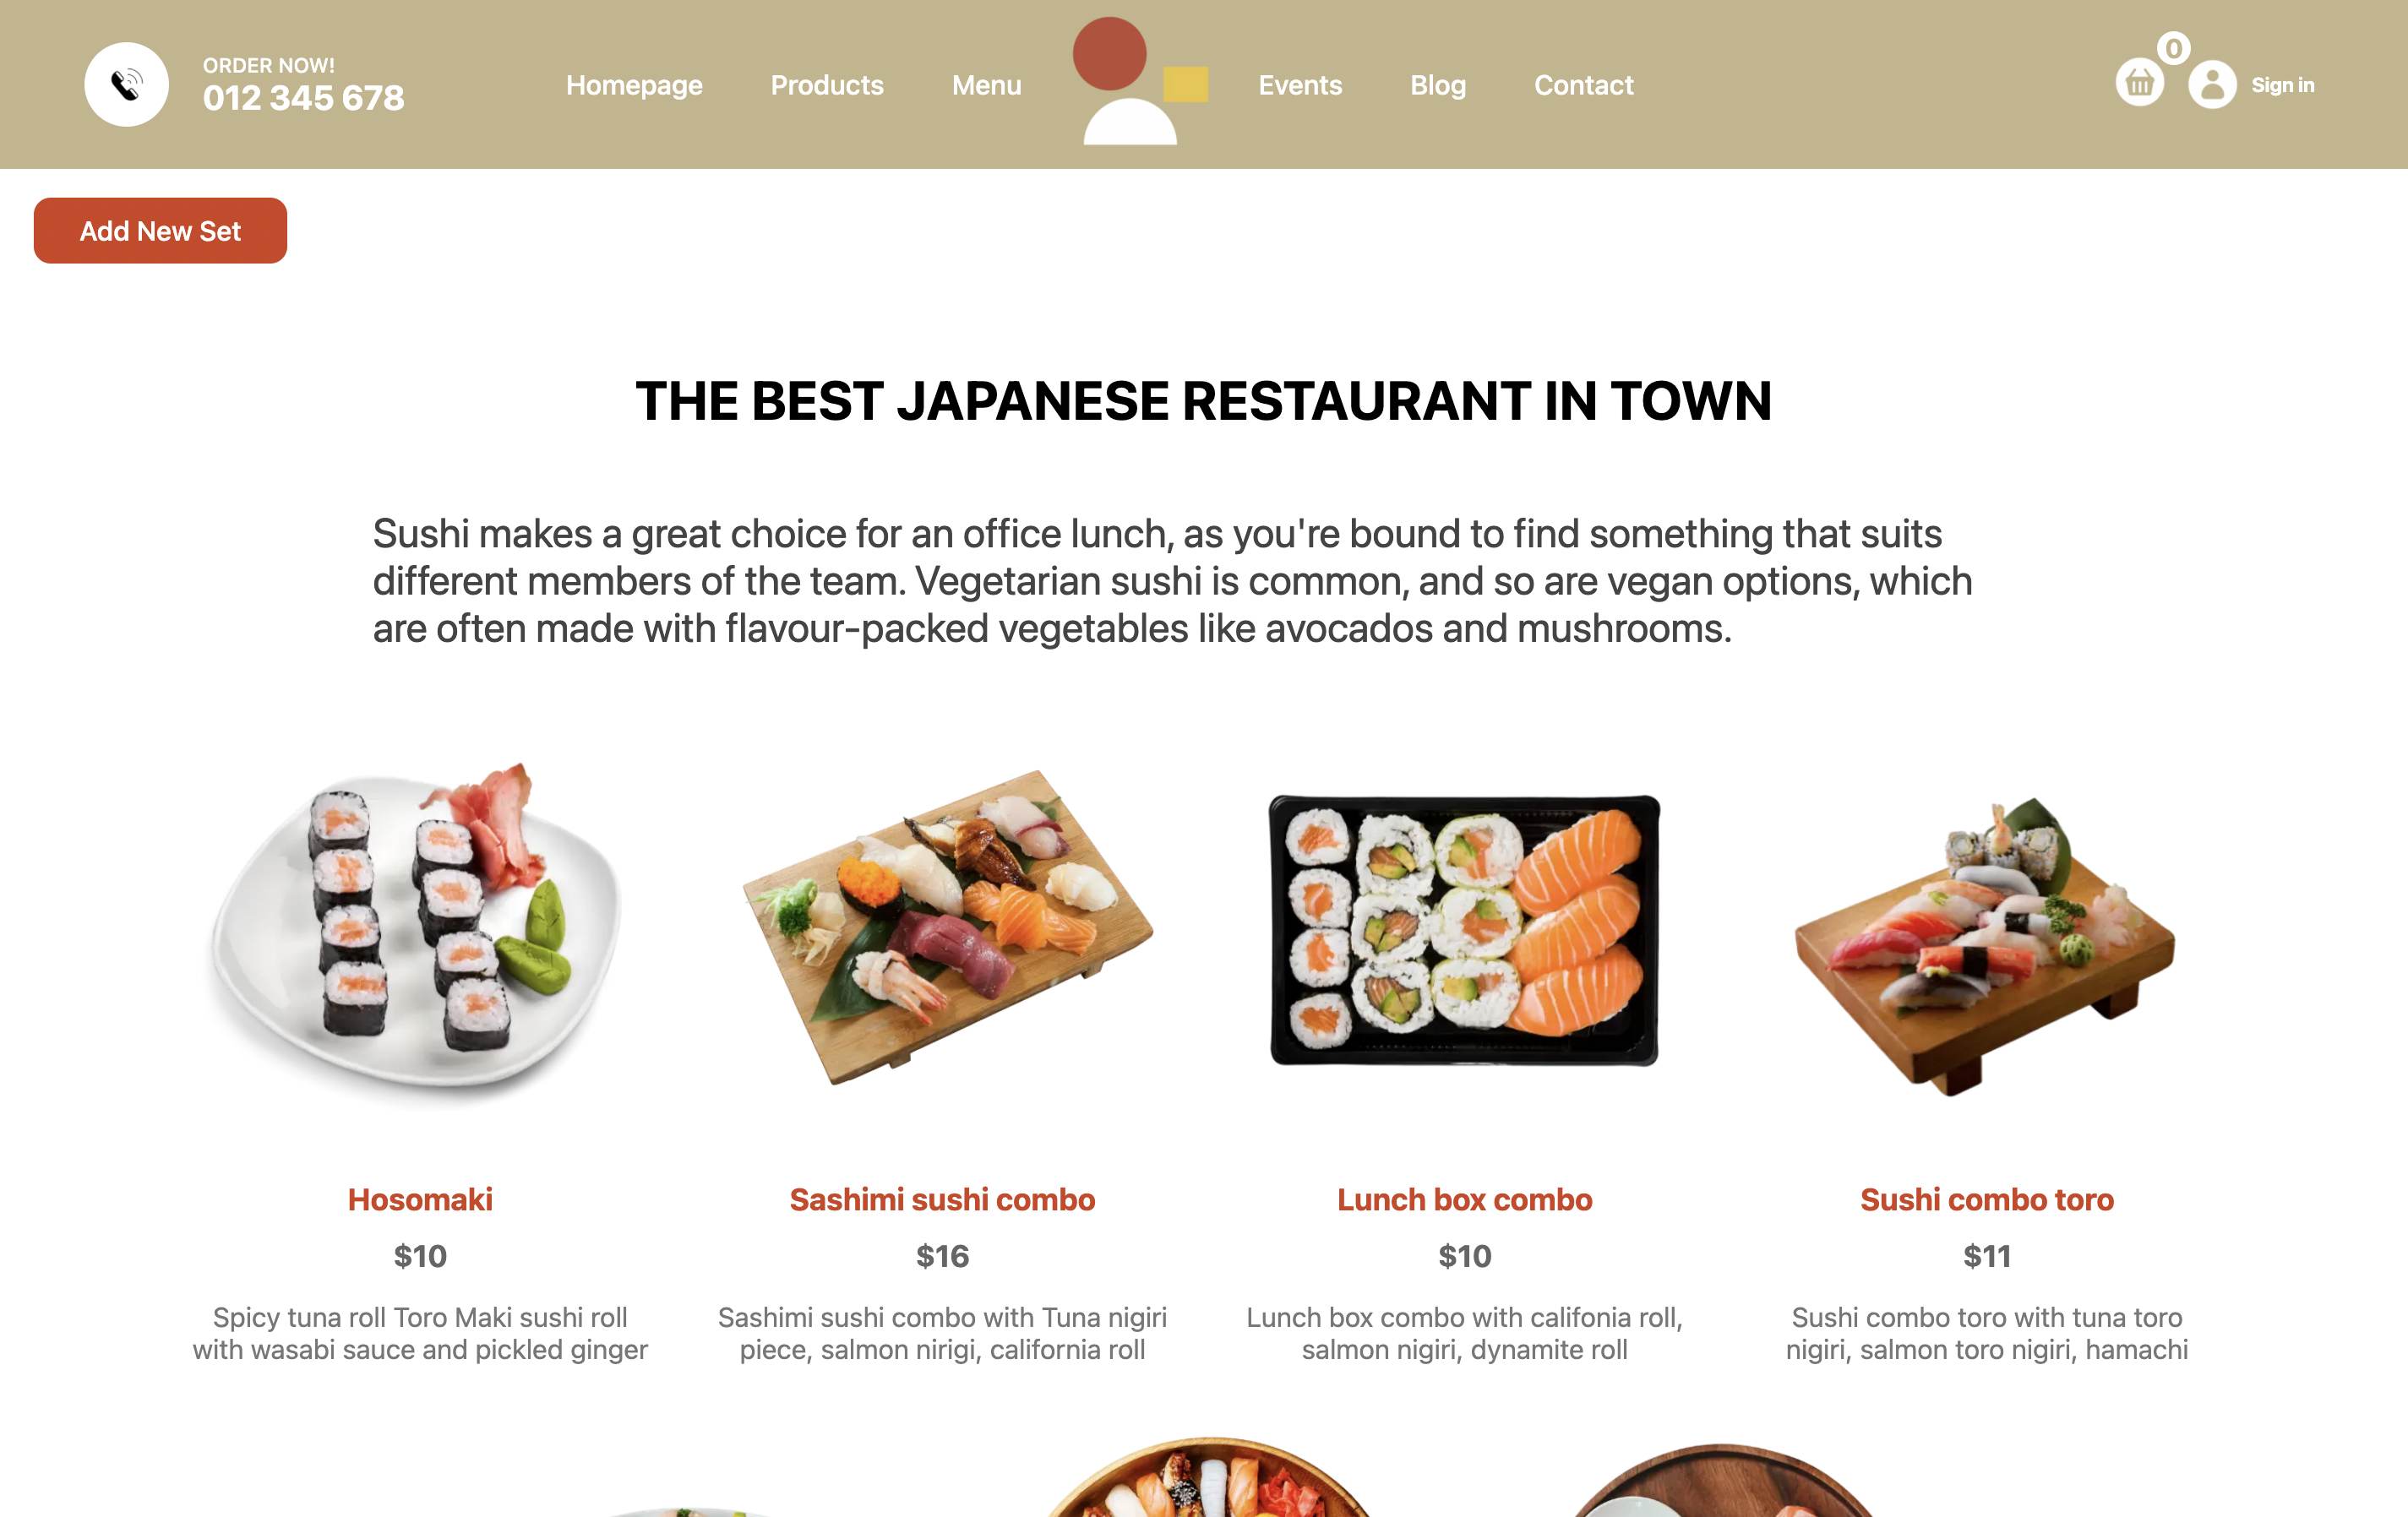 ORDER NOW!
012 345 678
Homepage
Products
Menu
Events
Blog
Contact
0
Sign in
Add New Set
THE BEST JAPANESE RESTAURANT IN TOWN
Sushi makes a great choice for an office lunch, as you're bound to find something that suits
different members of the team. Vegetarian sushi is common, and so are vegan options, which
are often made with flavour-packed vegetables like avocados and mushrooms.
Hosomaki
$10
Spicy tuna roll Toro Maki sushi roll
with wasabi sauce and pickled ginger
Sashimi sushi combo
$16
Sashimi sushi combo with Tuna nigiri
piece, salmon nirigi, california roll
Lunch box combo
$10
Lunch box combo with califonia roll,
salmon nigiri, dynamite roll
Sushi combo toro
$11
Sushi combo toro with tuna toro
nigiri, salmon toro nigiri, hamachi